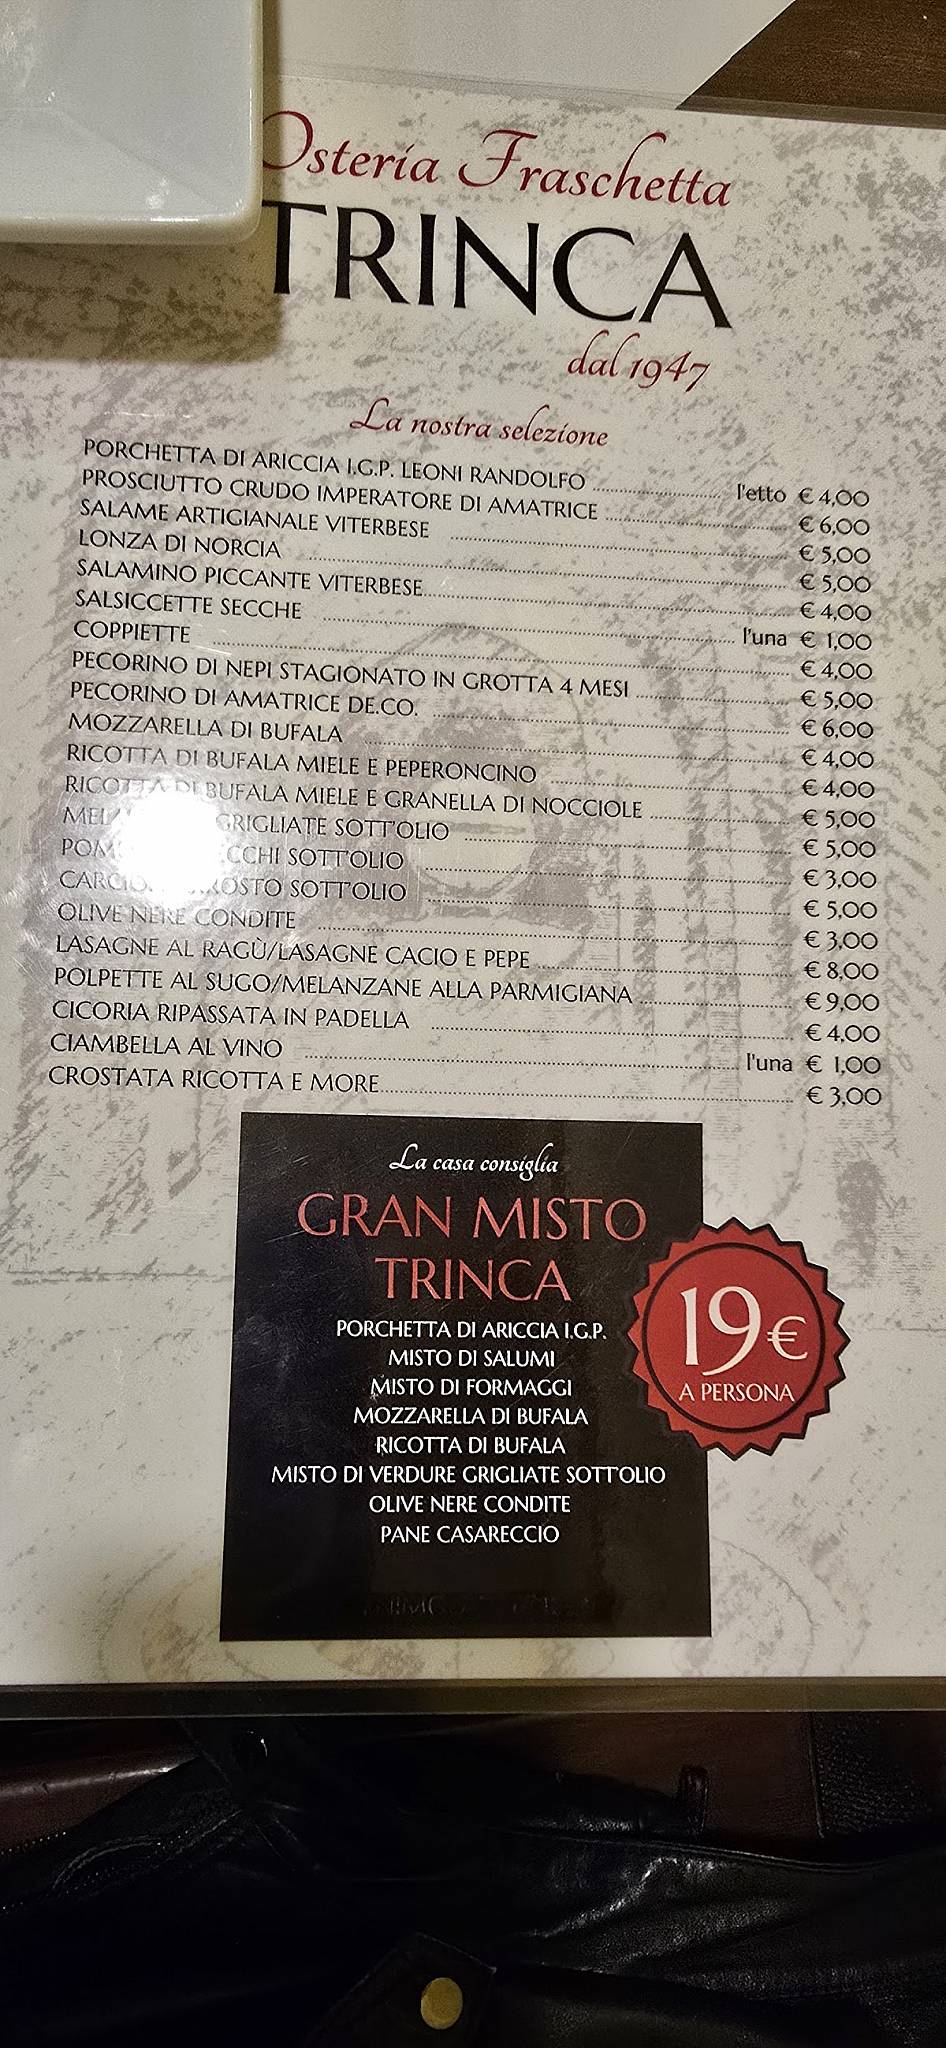 Osteria Fraschetta
TRINCA
dal 1947
La nostra selezione
PORCHETTA DI ARICCIA I.G.P. LEONI RANDOLFO l'etto € 4,00
PROSCIUTTO CRUDO IMPERATORE DI AMATRICE € 6,00
SALAME ARTIGIANALE VITERBESE € 5,00
LONZA DI NORCIA € 5,00
SALAMINO PICCANTE VITERBESE € 4,00
SALSICCETTE SECCHE l'una € 1,00
COPPIETTE € 4,00
PECORINO DI NEPI STAGIONATO IN GROTTA 4 MESI € 5,00
PECORINO DI AMATRICE DE.CO. € 6,00
MOZZARELLA DI BUFALA € 4,00
RICOTTA DI BUFALA MIELE E PEPERONCINO € 4,00
RICOTTA DI BUFALA MIELE E GRANELLA DI NOCCIOLE € 5,00
GRIGLIATE SOTT'OLIO € 5,00
SOTT'OLIO € 3,00
SOTT'OLIO € 5,00
OLIVE NERE CONDITE € 3,00
LASAGNE AL RAGÙ/LASAGNE CACIO E PEPE € 8,00
POLPETTE AL SUGO/MELANZANE ALLA PARMIGIANA € 9,00
CICORIA RIPASSATA IN PADELLA € 4,00
CIAMBELLA AL VINO l'una € 1,00
CROSTATA RICOTTA E MORE € 3,00
La casa consiglia
GRAN MISTO
TRINCA
PORCHETTA DI ARICCIA I.G.P.
MISTO DI SALUMI
MISTO DI FORMAGGI
MOZZARELLA DI BUFALA
RICOTTA DI BUFALA
MISTO DI VERDURE GRIGLIATE SOTT'OLIO
OLIVE NERE CONDITE
PANE CASARECCIO
19€
A PERSONA